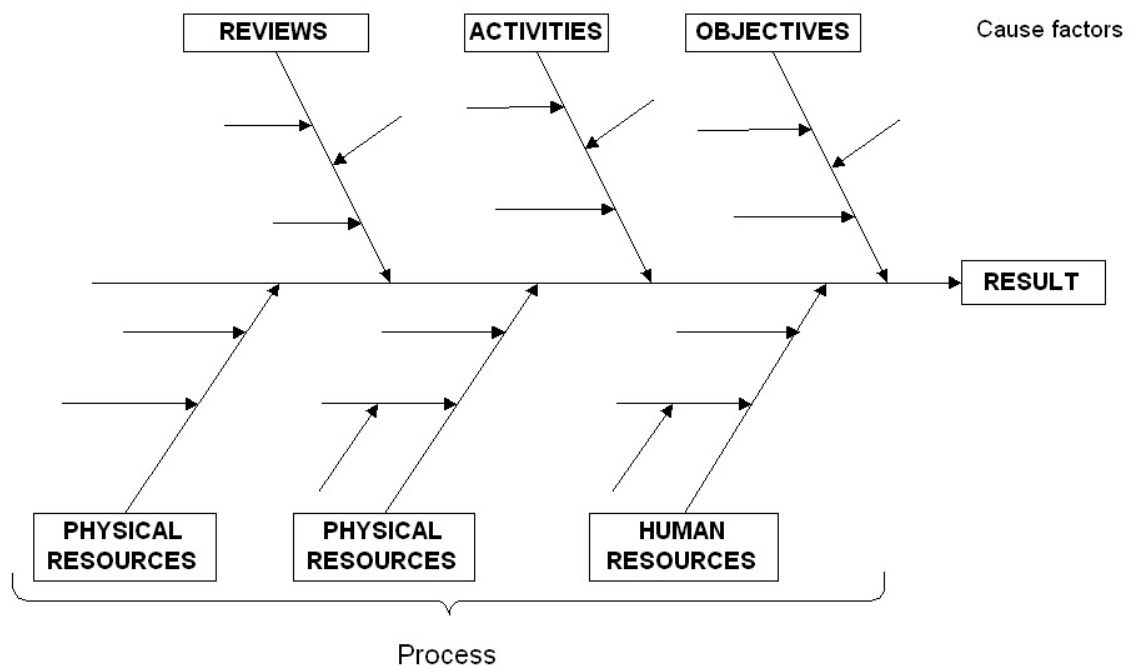 REVIEWS
ACTIVITIES
OBJECTIVES
Cause factors
RESULT
PHYSICAL
RESOURCES
PHYSICAL
RESOURCES
HUMAN
RESOURCES
Process